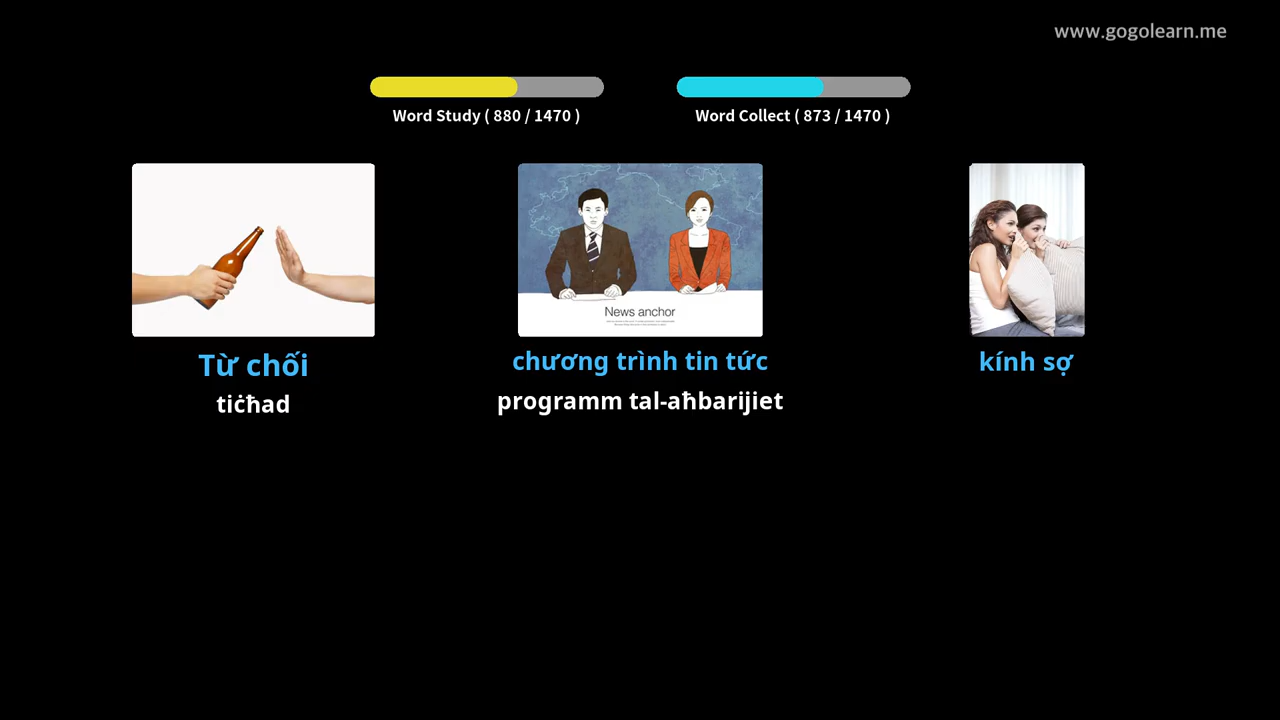 www.gogolearn.me
Word Study ( 880 / 1470 )
Word Collect ( 873 / 1470 )
News anchor
Từ chối
chương trình tin tức
kính sợ
tiċħad
programm tal-aħbarijiet